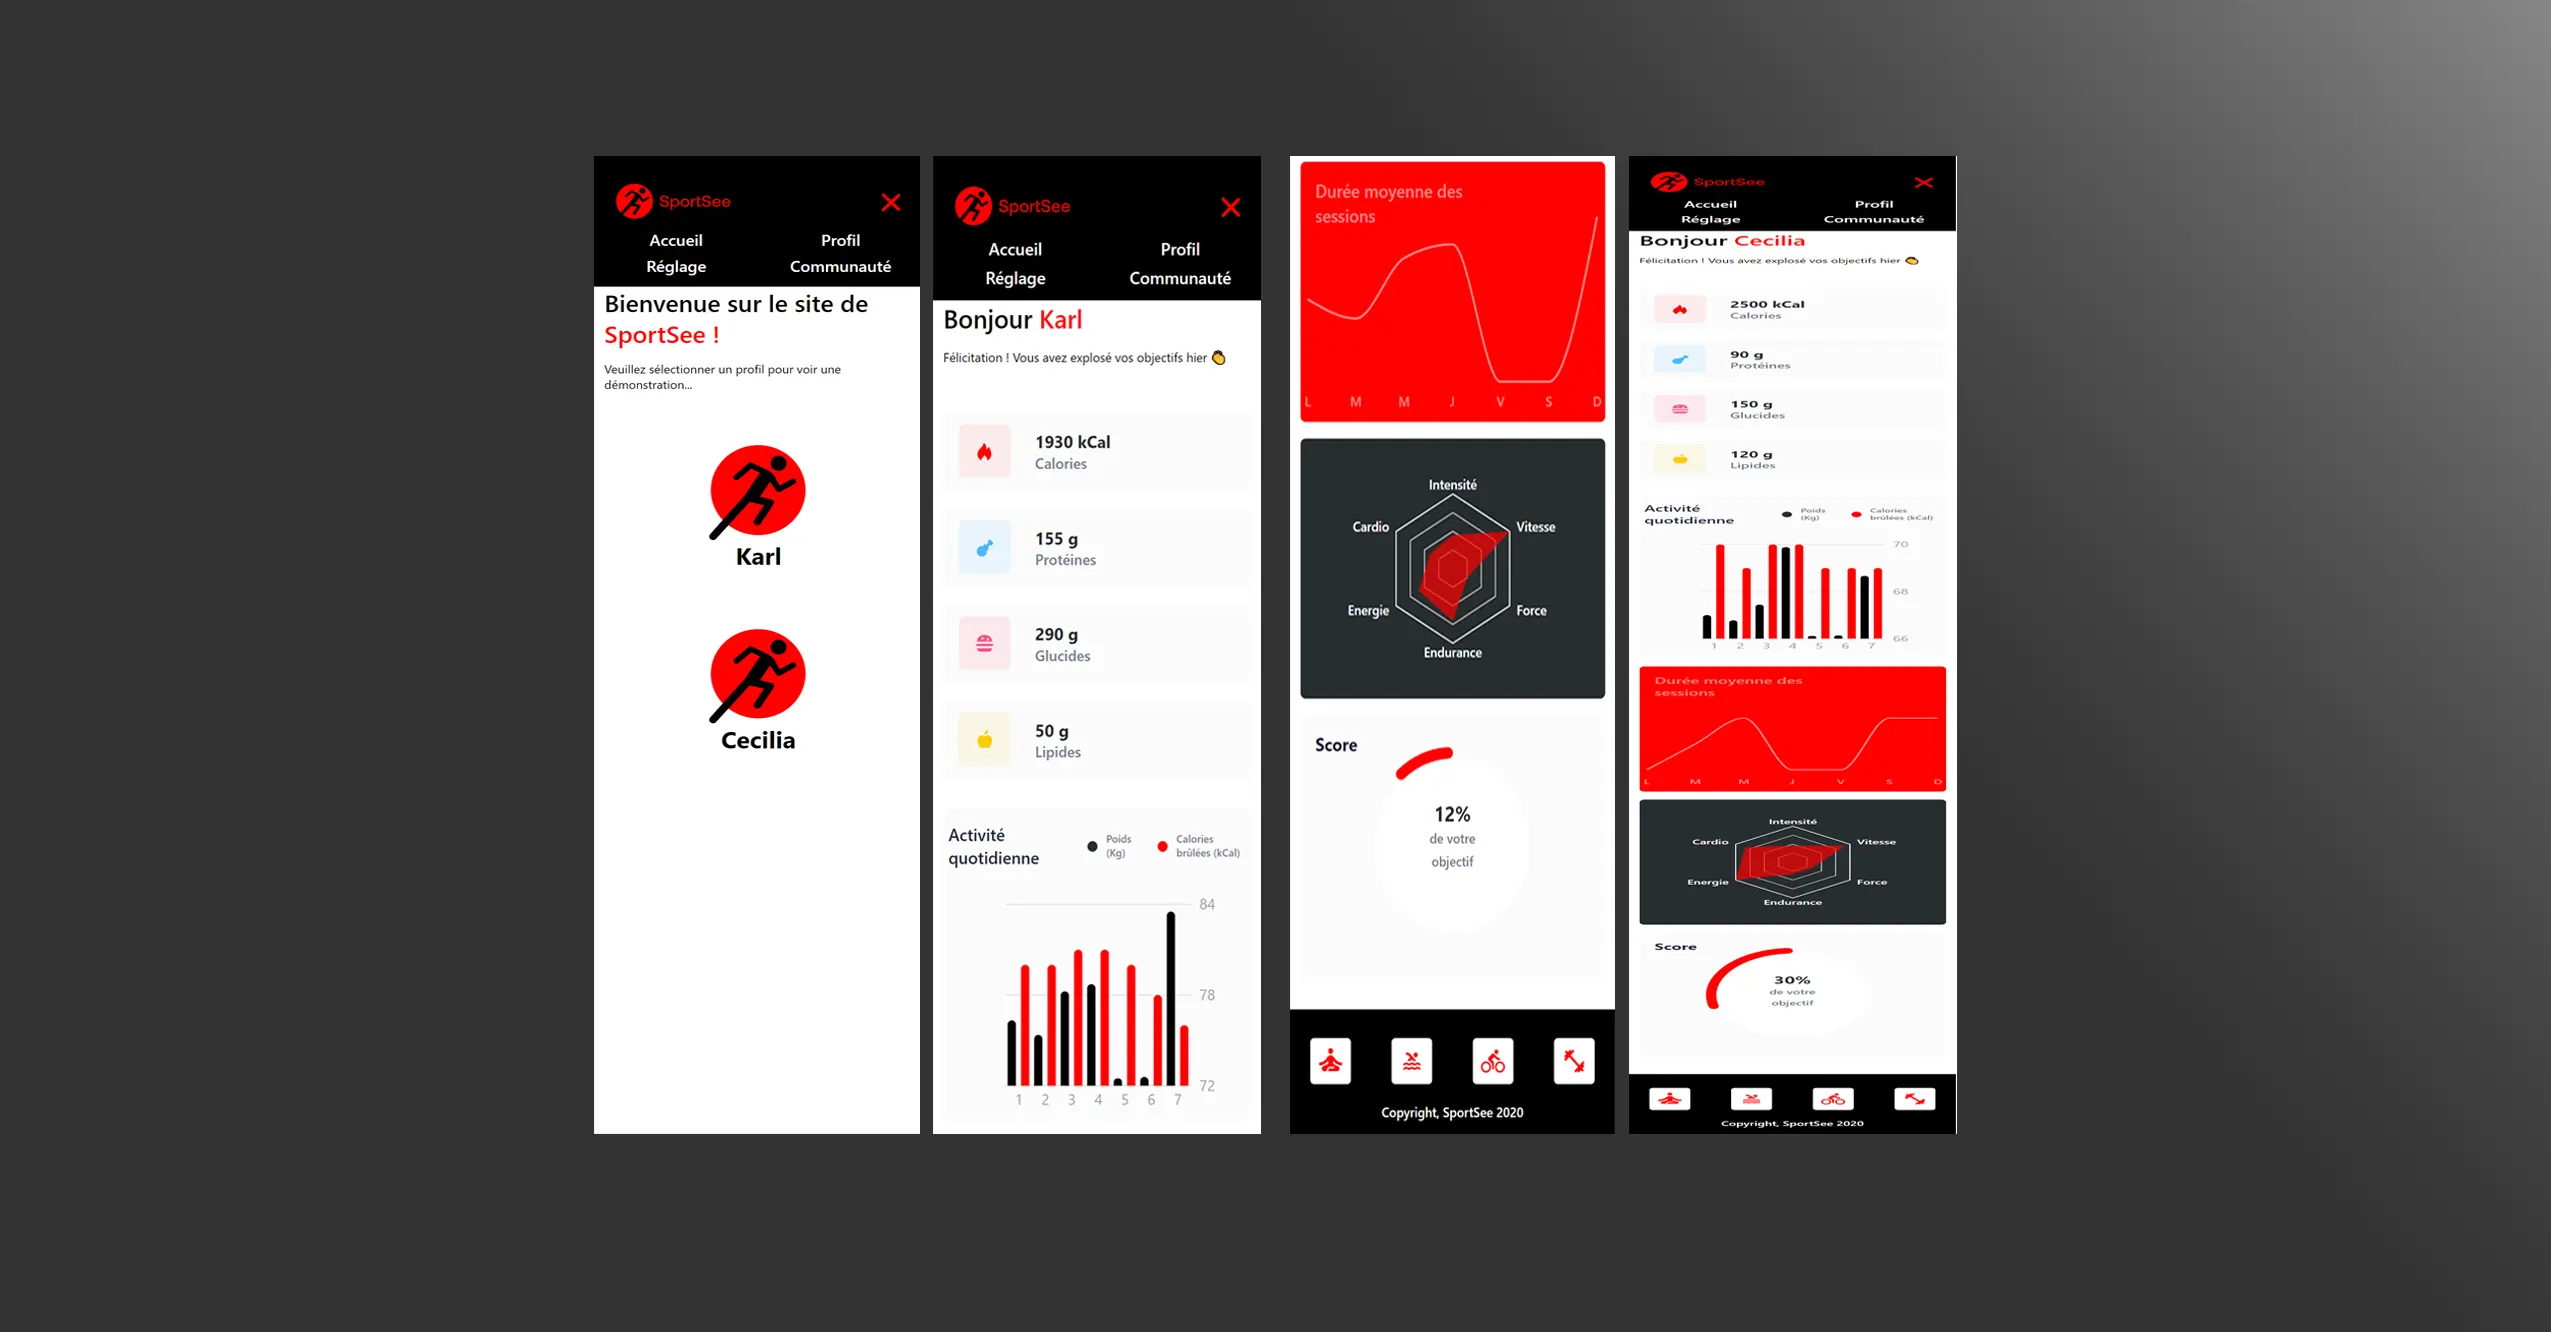 SportSee
Accueil Profil
Réglage Communauté
Bienvenue sur le site de
SportSee !
Veuillez sélectionner un profil pour voir une
démonstration...
Karl
Cecilia
SportSee
Accueil Profil
Réglage Communauté
Bonjour Karl
Félicitation ! Vous avez explosé vos objectifs hier 👏
1930 kCal
Calories
155 g
Protéines
290 g
Glucides
50 g
Lipides
Activité
quotidienne
Poids
(Kg)
Calories
brûlées (kCal)
84
78
72
1 2 3 4 5 6 7
Durée moyenne des
sessions
L M M J V S D
Intensité
Cardio Vitesse
Energie Force
Endurance
Score
12%
de votre
objectif
Copyright, SportSee 2020
SportSee
Accueil Profil
Réglage Communauté
Bonjour Cecilia
Félicitation ! Vous avez explosé vos objectifs hier 👏
2500 kCal
Calories
90 g
Protéines
150 g
Glucides
120 g
Lipides
Activité
quotidienne
Poids
(Kg)
Calories
brûlées (kCal)
70
68
66
1 2 3 4 5 6 7
Durée moyenne des
sessions
L M M J V S D
Intensité
Cardio Vitesse
Energie Force
Endurance
Score
30%
de votre
objectif
Copyright, SportSee 2020